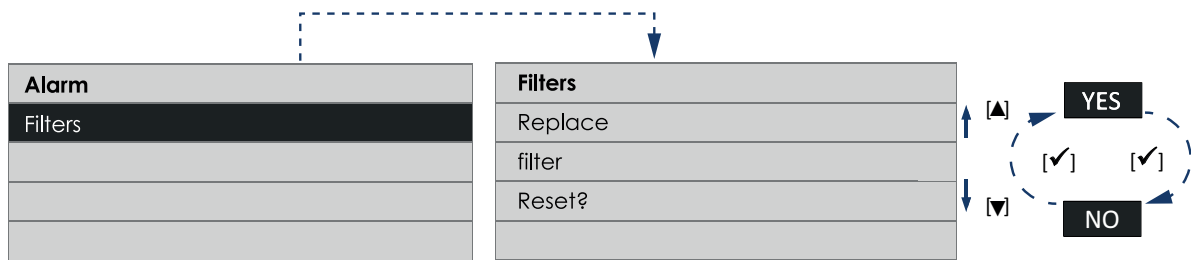 Alarm
Filters
Filters
Replace
filter
Reset?
[▲]
[▼]
YES
[✓] [✓]
NO